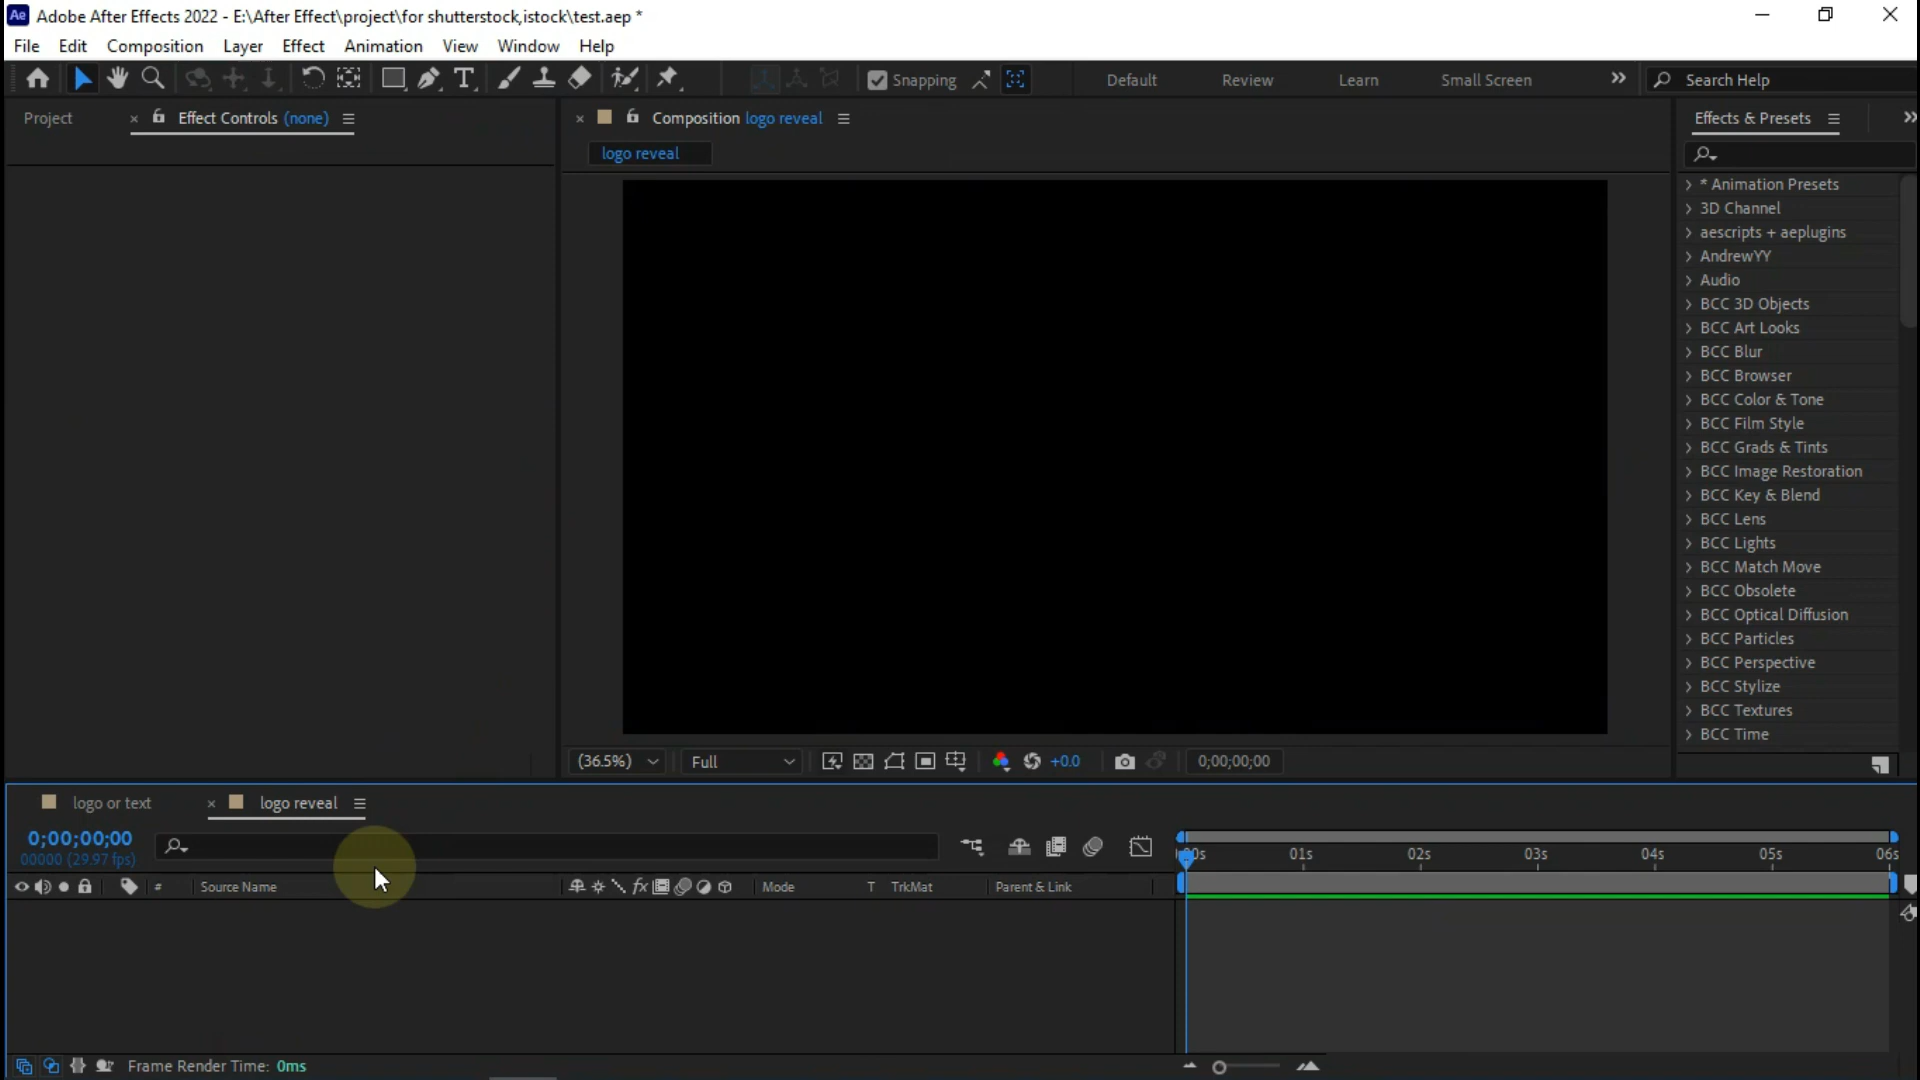 Ae Adobe After Effects 2022 - E:\After Effect\project\for shutterstock,istock\test.aep *
File Edit Composition Layer Effect Animation View Window Help
Snapping Default Review Learn Small Screen Search Help
Project Effect Controls (none) Composition logo reveal Effects & Presets
logo reveal
* Animation Presets
3D Channel
aescripts + aeplugins
AndrewYY
Audio
BCC 3D Objects
BCC Art Looks
BCC Blur
BCC Browser
BCC Color & Tone
BCC Film Style
BCC Grads & Tints
BCC Image Restoration
BCC Key & Blend
BCC Lens
BCC Lights
BCC Match Move
BCC Obsolete
BCC Optical Diffusion
BCC Particles
BCC Perspective
BCC Stylize
BCC Textures
BCC Time
(36.5%) Full +0.0 0;00;00;00
logo or text logo reveal
0;00;00;00
00000 (29.97 fps) 00s 01s 02s 03s 04s 05s 06s
# Source Name fx Mode T TrkMat Parent & Link
Frame Render Time: 0ms